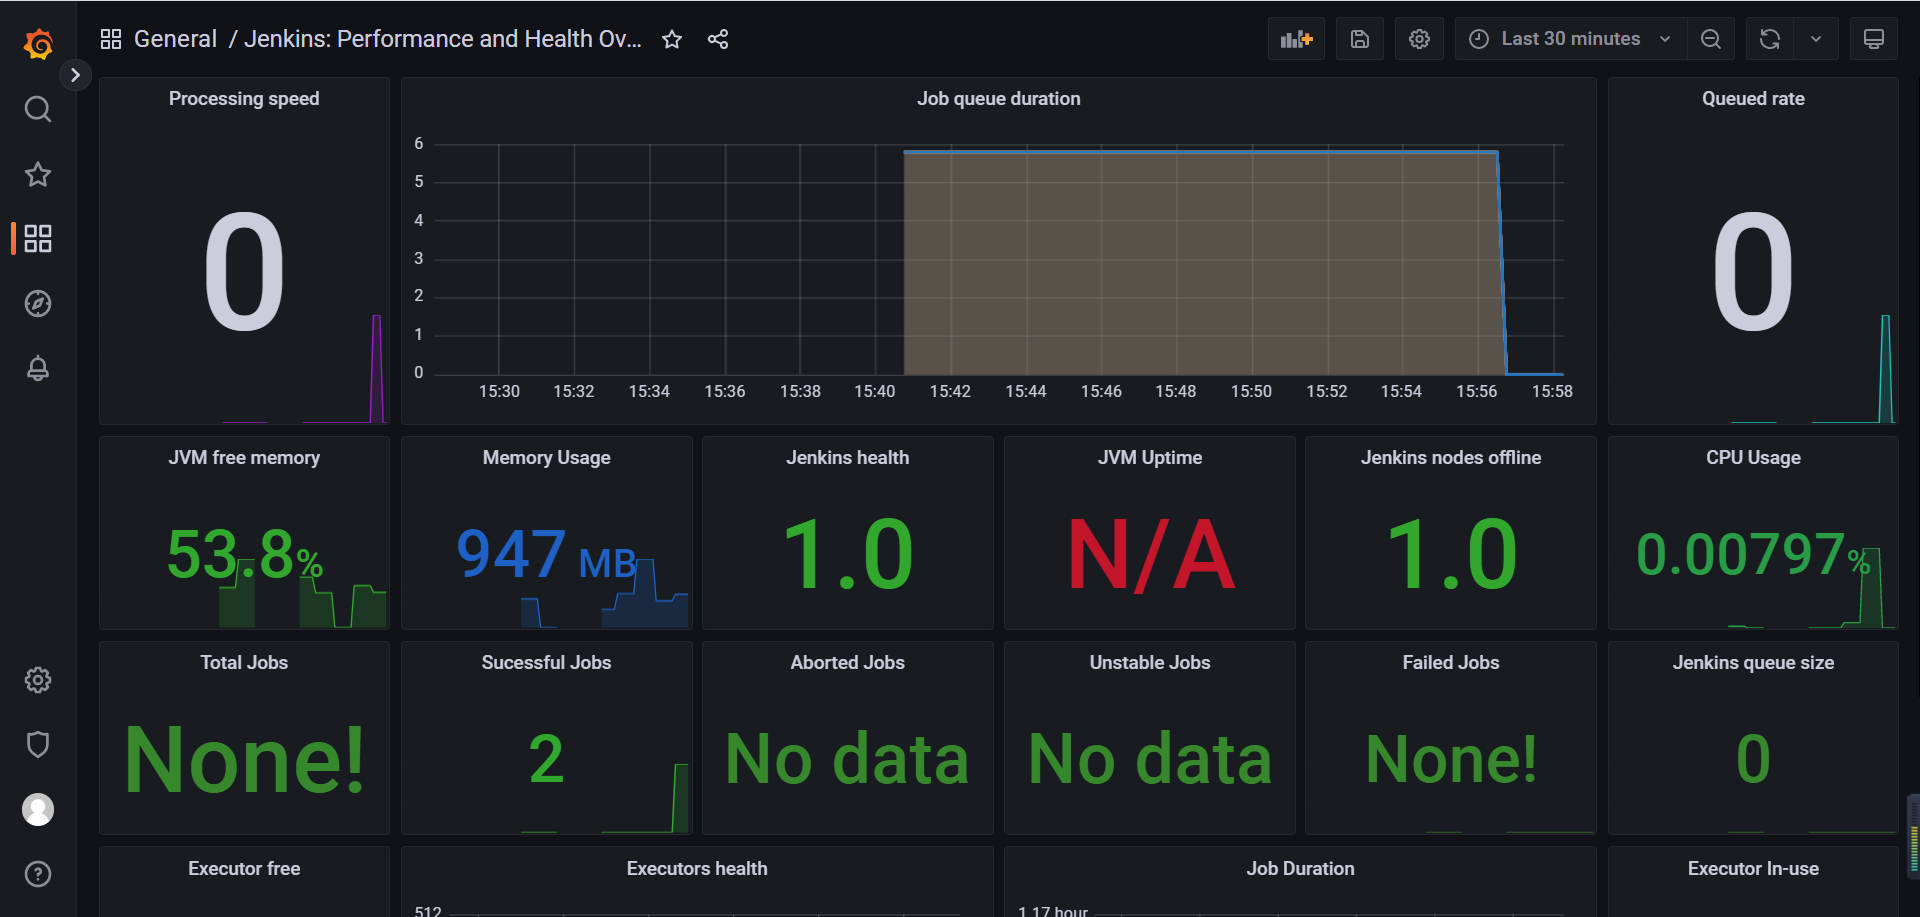 General / Jenkins: Performance and Health Ov...
Last 30 minutes
Processing speed
0
Job queue duration
6
5
4
3
2
1
0
15:30 15:32 15:34 15:36 15:38 15:40 15:42 15:44 15:46 15:48 15:50 15:52 15:54 15:56 15:58
Queued rate
0
JVM free memory
53.8%
Memory Usage
947 MB
Jenkins health
1.0
JVM Uptime
N/A
Jenkins nodes offline
1.0
CPU Usage
0.00797%
Total Jobs
None!
Sucessful Jobs
2
Aborted Jobs
No data
Unstable Jobs
No data
Failed Jobs
None!
Jenkins queue size
0
Executor free
Executors health
512
Job Duration
1.17 hour
Executor In-use